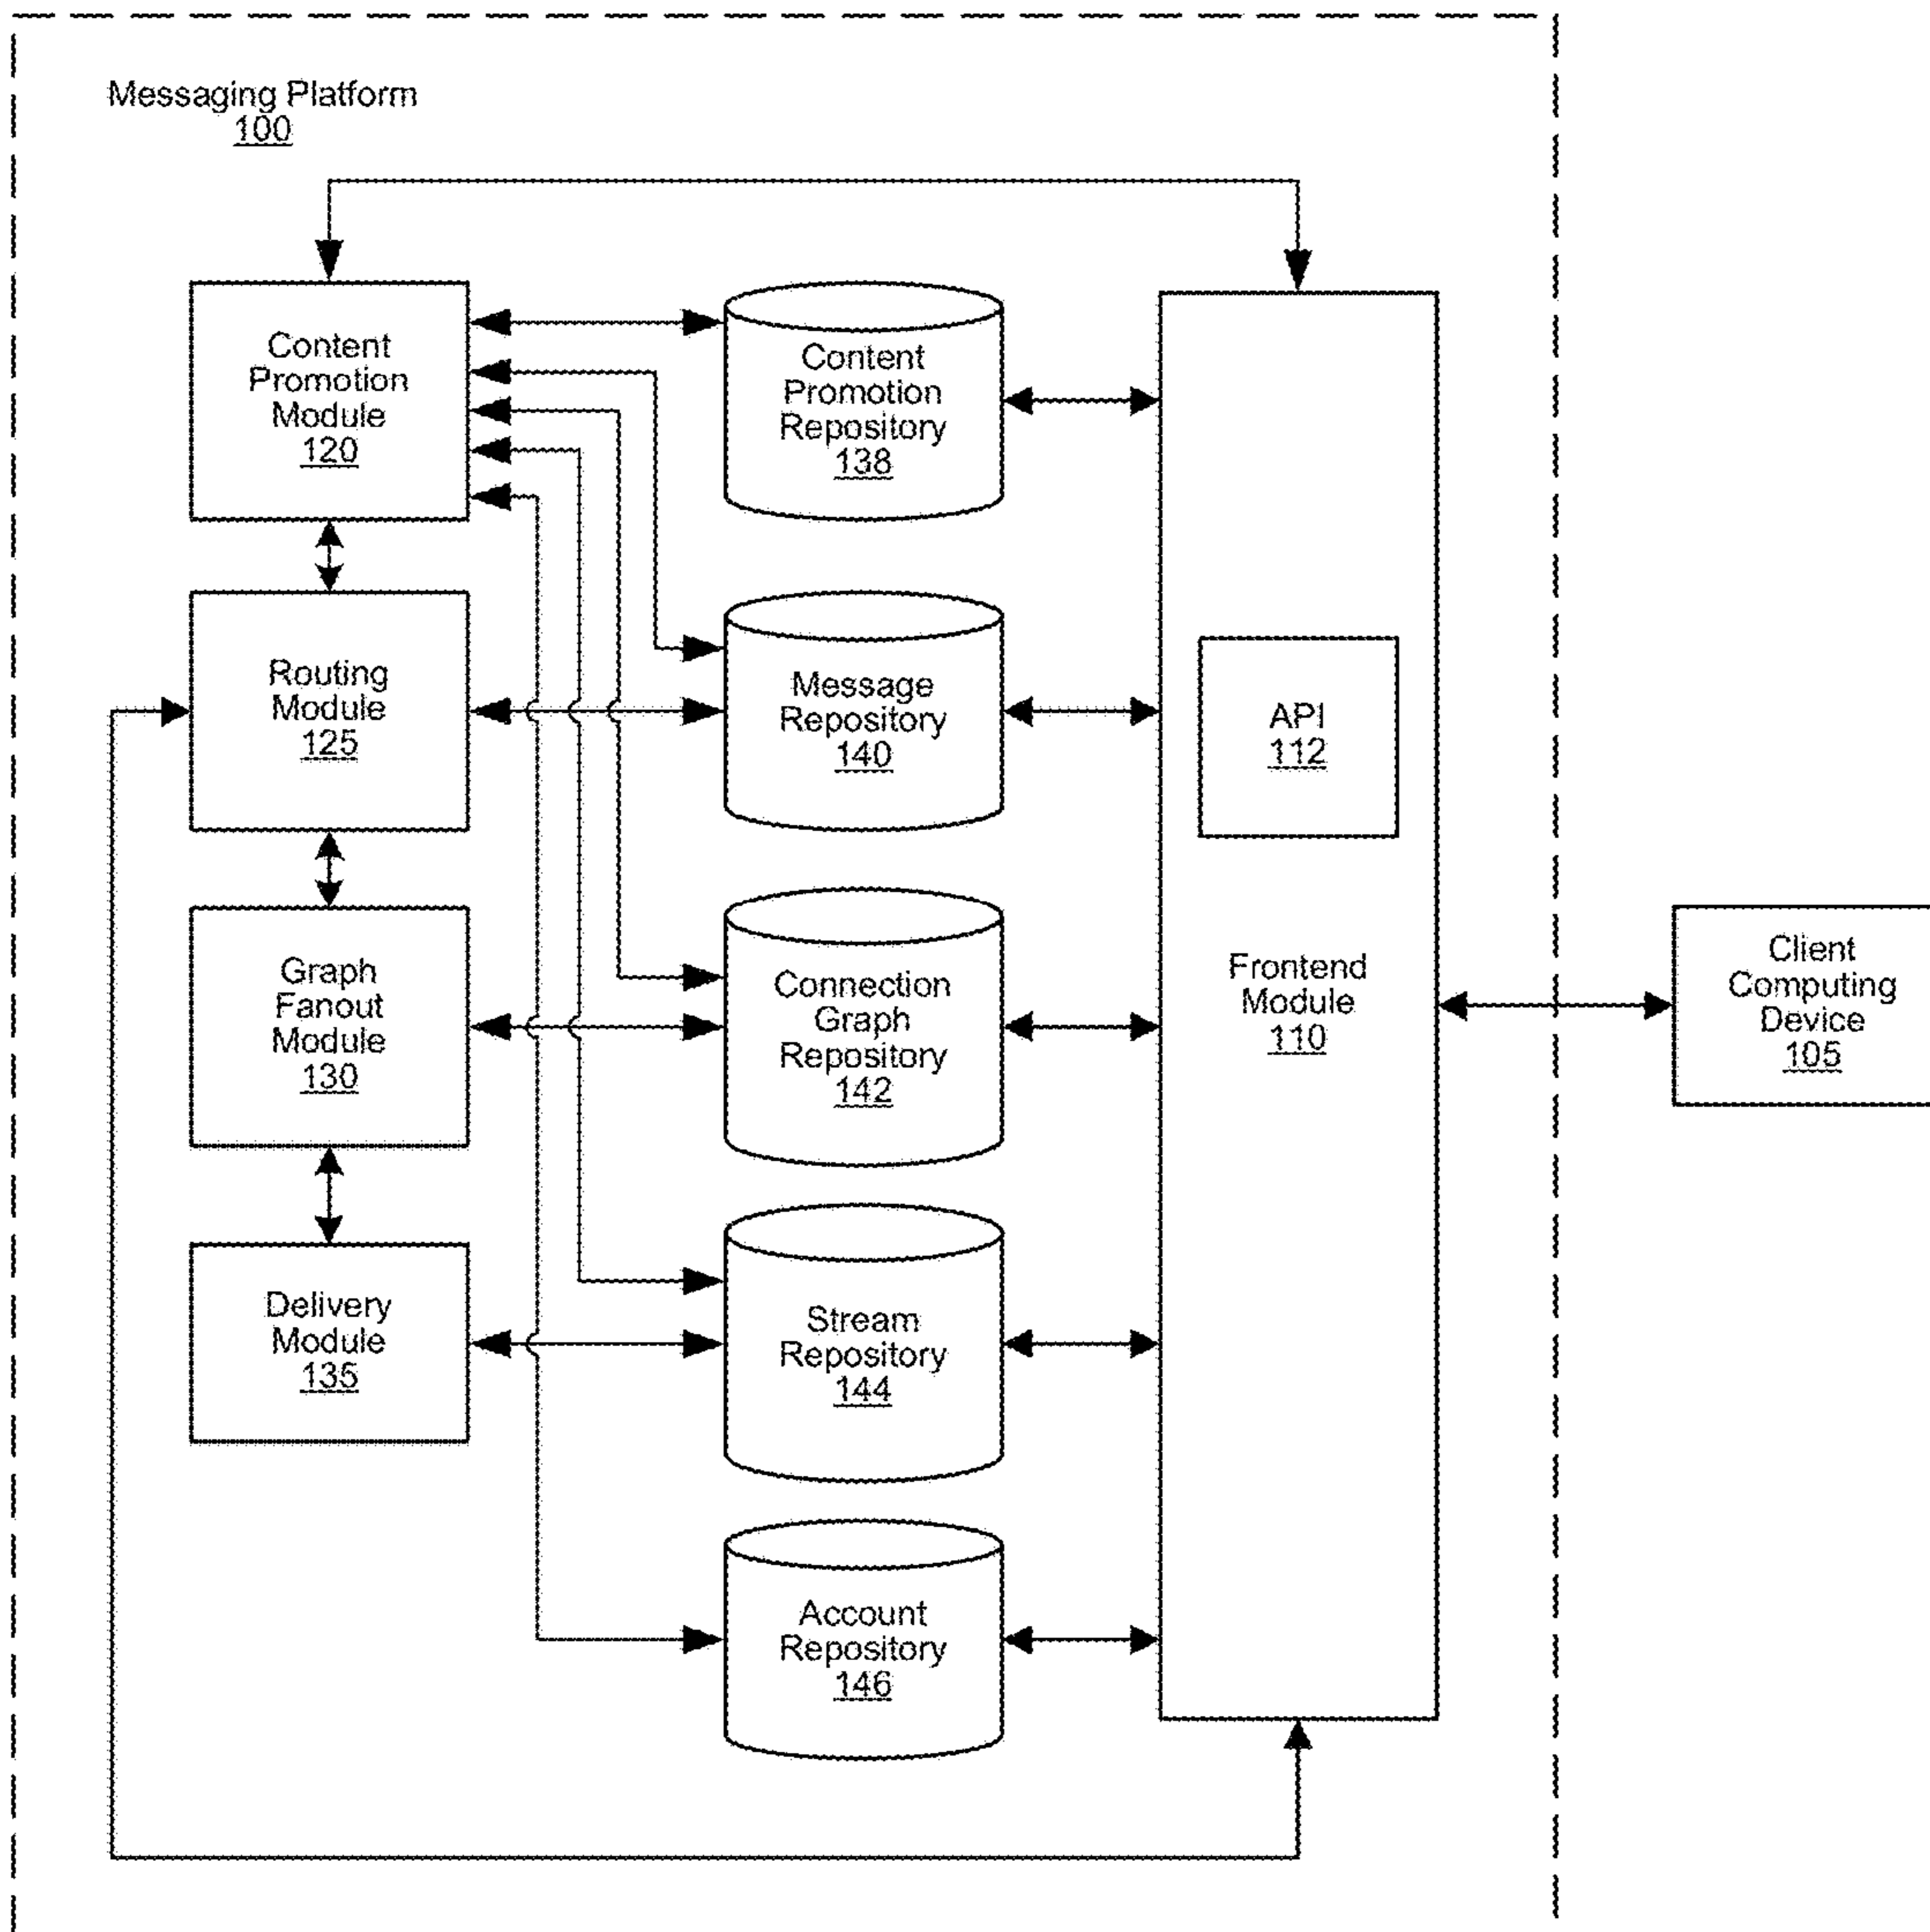 Messaging Platform
100
Content
Promotion
Module
120
Content
Promotion
Repository
138
Routing
Module
125
Message
Repository
140
API
112
Graph
Fanout
Module
130
Connection
Graph
Repository
142
Frontend
Module
110
Client
Computing
Device
105
Delivery
Module
135
Stream
Repository
144
Account
Repository
146